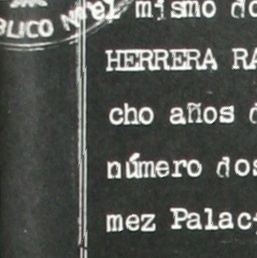 el mismo do
BLICO
HERRERA RA
cho años d
número dos
mez Palac